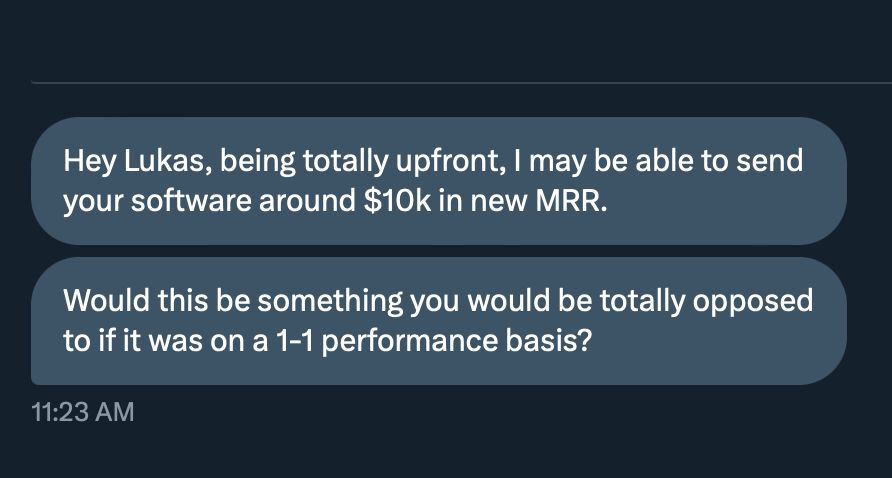 Hey Lukas, being totally upfront, I may be able to send
your software around $10k in new MRR.
Would this be something you would be totally opposed
to if it was on a 1-1 performance basis?
11:23 AM